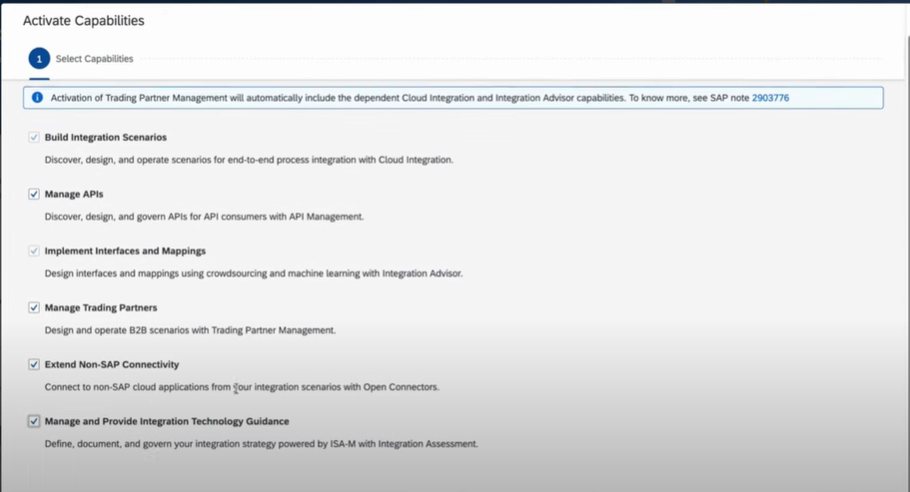 Activate Capabilities
1 Select Capabilities
Activation of Trading Partner Management will automatically include the dependent Cloud Integration and Integration Advisor capabilities. To know more, see SAP note 2903776
Build Integration Scenarios
Discover, design, and operate scenarios for end-to-end process integration with Cloud Integration.
Manage APIs
Discover, design, and govern APIs for API consumers with API Management.
Implement Interfaces and Mappings
Design interfaces and mappings using crowdsourcing and machine learning with Integration Advisor.
Manage Trading Partners
Design and operate B2B scenarios with Trading Partner Management.
Extend Non-SAP Connectivity
Connect to non-SAP cloud applications from your integration scenarios with Open Connectors.
Manage and Provide Integration Technology Guidance
Define, document, and govern your integration strategy powered by ISA-M with Integration Assessment.